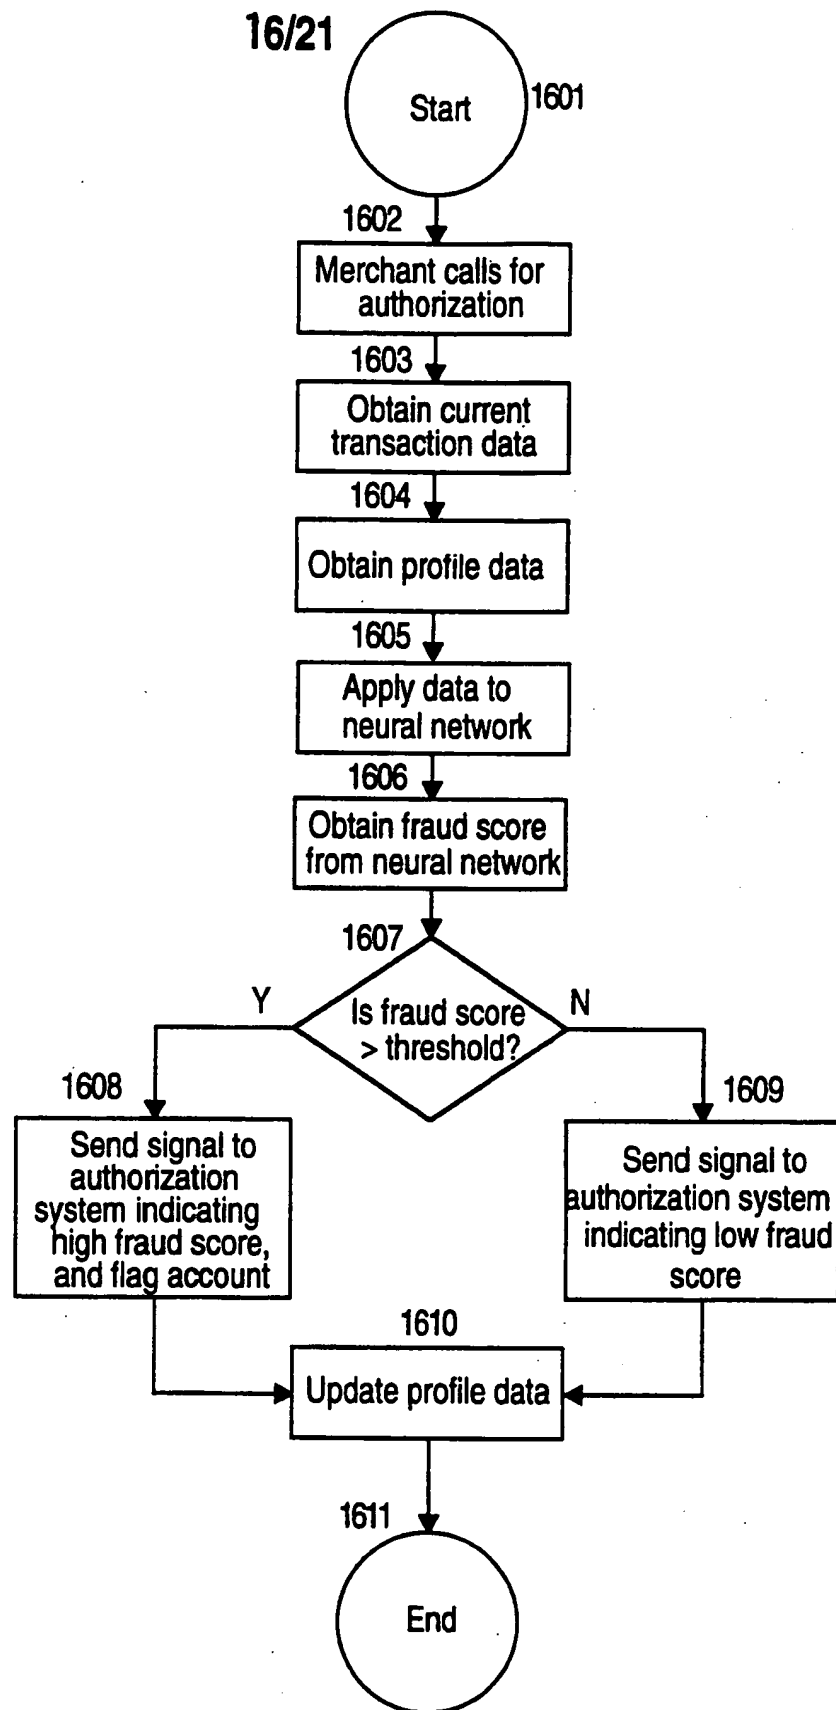 16/21
Start
1601
1602
Merchant calls for
authorization
1603
Obtain current
transaction data
1604
Obtain profile data
1605
Apply data to
neural network
1606
Obtain fraud score
from neural network
1607
Y
Is fraud score
> threshold?
N
1608
Send signal to
authorization
system indicating
high fraud score,
and flag account
1609
Send signal to
authorization system
indicating low fraud
score
1610
Update profile data
1611
End